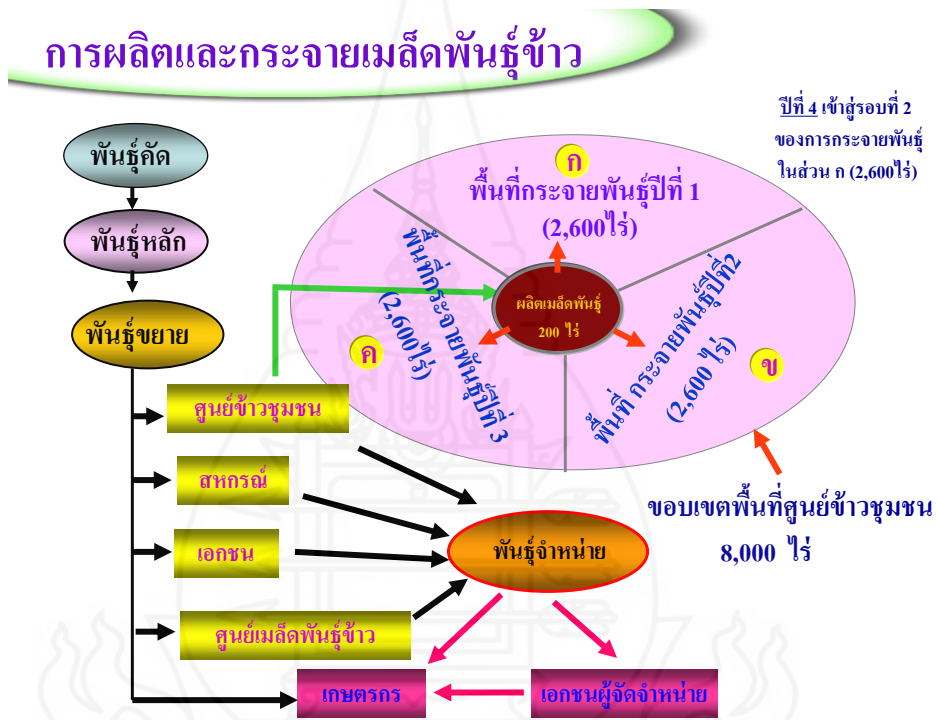 การผลิตและกระจายเมล็ดพันธุ์ข้าว
ปีที่ 4 เข้าสู่รอบที่ 2
ของการกระจายพันธุ์
ในส่วน ก (2,600ไร่)
พันธุ์คัด
พันธุ์หลัก
พันธุ์ขยาย
ก
พื้นที่กระจายพันธุ์ปีที่ 1
(2,600ไร่)
ผลิตเมล็ดพันธุ์
200 ไร่
พื้นที่กระจายพันธุ์ปีที่ 3
(2,600ไร่)
ค
พื้นที่ กระจายพันธุ์ปีที่2
(2,600 ไร่)
ข
ศูนย์ข้าวชุมชน
สหกรณ์
เอกชน
ศูนย์เมล็ดพันธุ์ข้าว
พันธุ์จำหน่าย
ขอบเขตพื้นที่ศูนย์ข้าวชุมชน
8,000 ไร่
เกษตรกร
เอกชนผู้จัดจำหน่าย